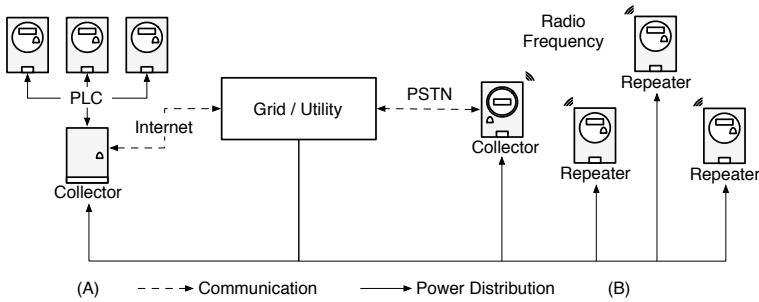 Radio
Frequency
PLC
Internet
Grid / Utility
PSTN
Repeater
Collector
Collector
Repeater
Repeater
(A)
Communication
Power Distribution
(B)